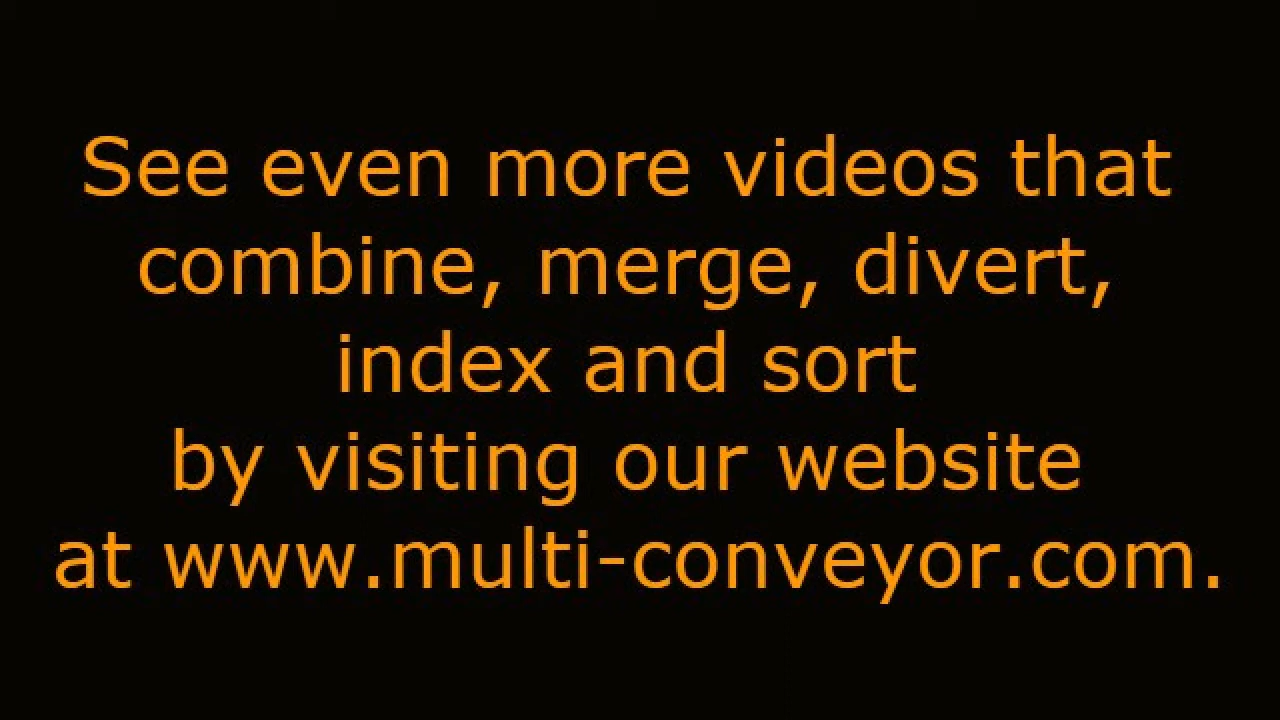 See even more videos that
combine, merge, divert,
index and sort
by visiting our website
at www.multi-conveyor.com.